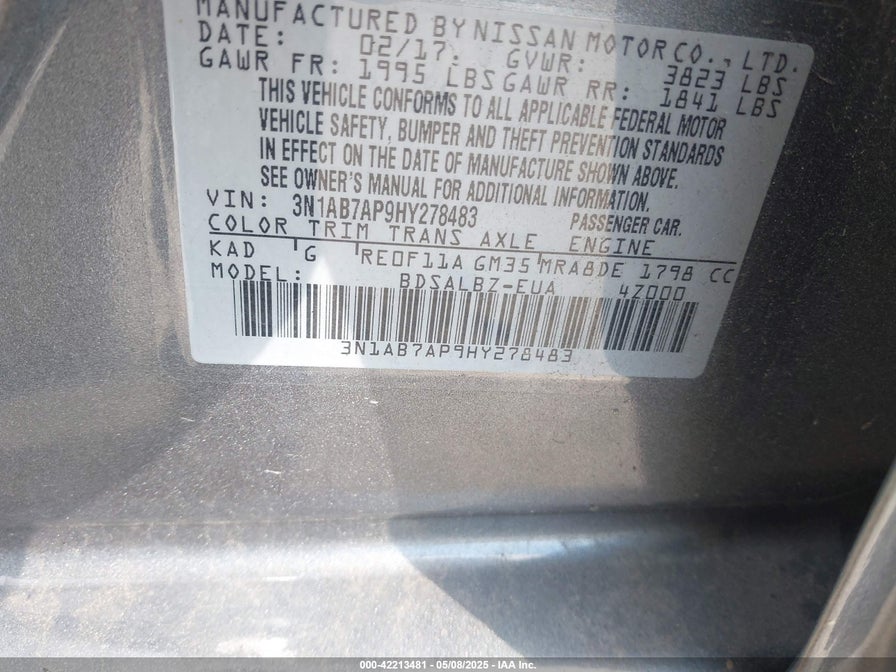 MANUFACTURED BY NISSAN MOTOR CO., LTD.
DATE: 02/17. GVWR: 3823 LBS
GAWR FR: 1995 LBS GAWR RR: 1841 LBS
THIS VEHICLE CONFORMS TO ALL APPLICABLE FEDERAL MOTOR
VEHICLE SAFETY, BUMPER AND THEFT PREVENTION STANDARDS
IN EFFECT ON THE DATE OF MANUFACTURE SHOWN ABOVE.
SEE OWNER'S MANUAL FOR ADDITIONAL INFORMATION.
VIN: 3N1AB7AP9HY278483 PASSENGER CAR.
COLOR TRIM TRANS AXLE ENGINE
KAD G RE0F11A GM35 MRA8DE 1798 CC
MODEL: BDSALBZ-EUA 4Z000
3N1AB7AP9HY278483
000-42213481 | 05/08/2025 | IAA Inc.